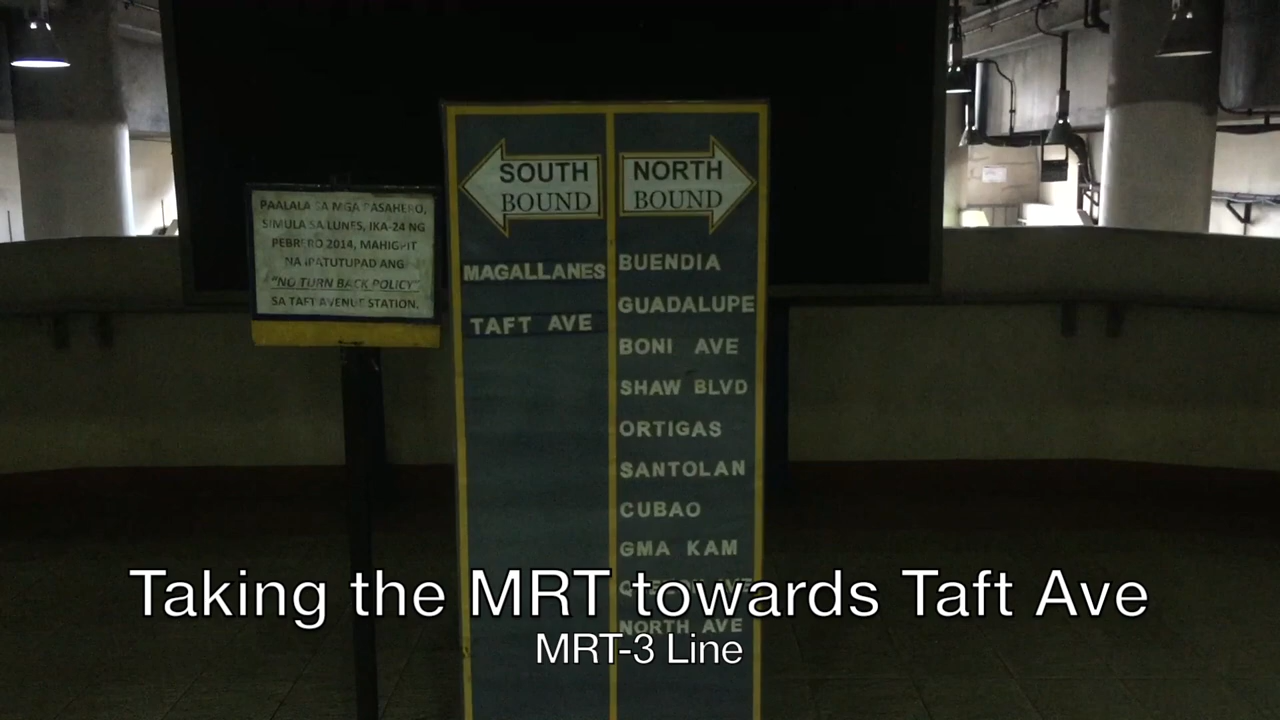 PAALALA SA MGA PASAHERO,
SIMULA SA LUNES, IKA-24 NG
PEBRERO 2014, MAHIGPIT
NA IPATUTUPAD ANG
"NO TURN BACK POLICY"
SA TAFT AVENUE STATION.
SOUTH
BOUND
MAGALLANES
TAFT AVE
NORTH
BOUND
BUENDIA
GUADALUPE
BONI AVE
SHAW BLVD
ORTIGAS
SANTOLAN
CUBAO
GMA KAM
AVE
NORTH AVE
Taking the MRT towards Taft Ave
MRT-3 Line